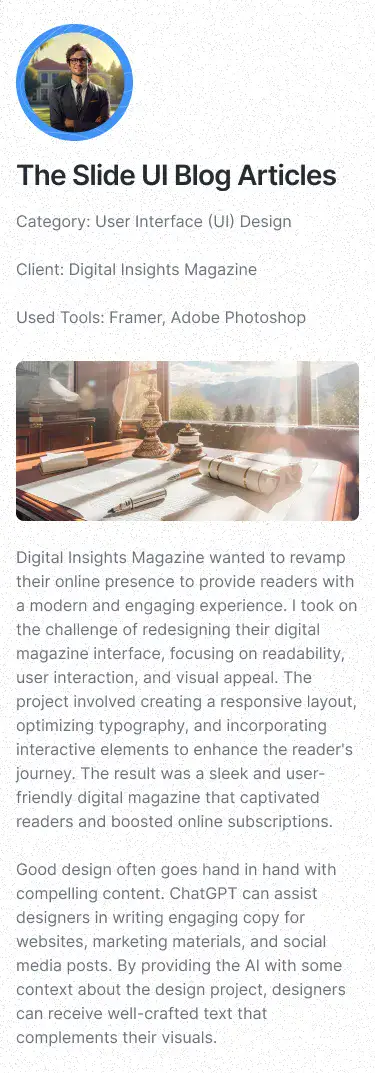 The Slide UI Blog Articles
Category: User Interface (UI) Design
Client: Digital Insights Magazine
Used Tools: Framer, Adobe Photoshop
Digital Insights Magazine wanted to revamp
their online presence to provide readers with
a modern and engaging experience. I took on
the challenge of redesigning their digital
magazine interface, focusing on readability,
user interaction, and visual appeal. The
project involved creating a responsive layout,
optimizing typography, and incorporating
interactive elements to enhance the reader's
journey. The result was a sleek and user-
friendly digital magazine that captivated
readers and boosted online subscriptions.
Good design often goes hand in hand with
compelling content. ChatGPT can assist
designers in writing engaging copy for
websites, marketing materials, and social
media posts. By providing the AI with some
context about the design project, designers
can receive well-crafted text that
complements their visuals.